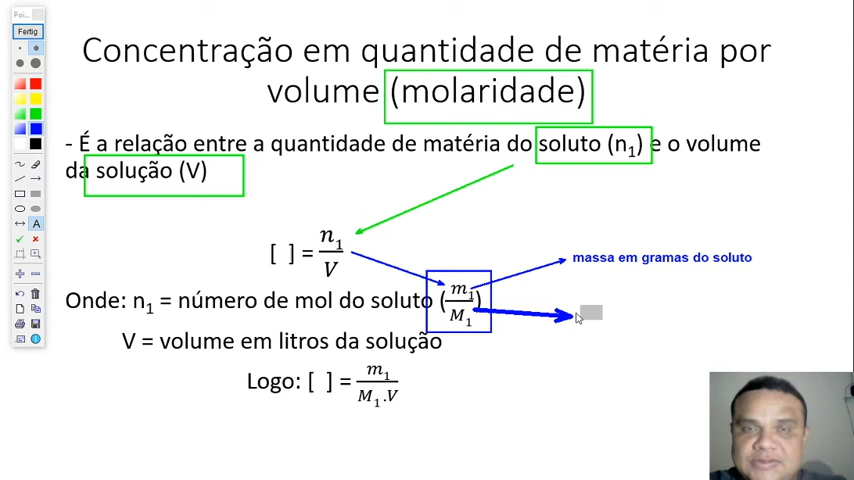 Poi...
Fertig
Concentração em quantidade de matéria por
volume (molaridade)
- É a relação entre a quantidade de matéria do soluto (n₁) e o volume
da solução (V)
[ ] = n₁/V
massa em gramas do soluto
Onde: n₁ = número de mol do soluto (m₁/M₁)
V = volume em litros da solução
Logo: [ ] = m₁/M₁.V
A